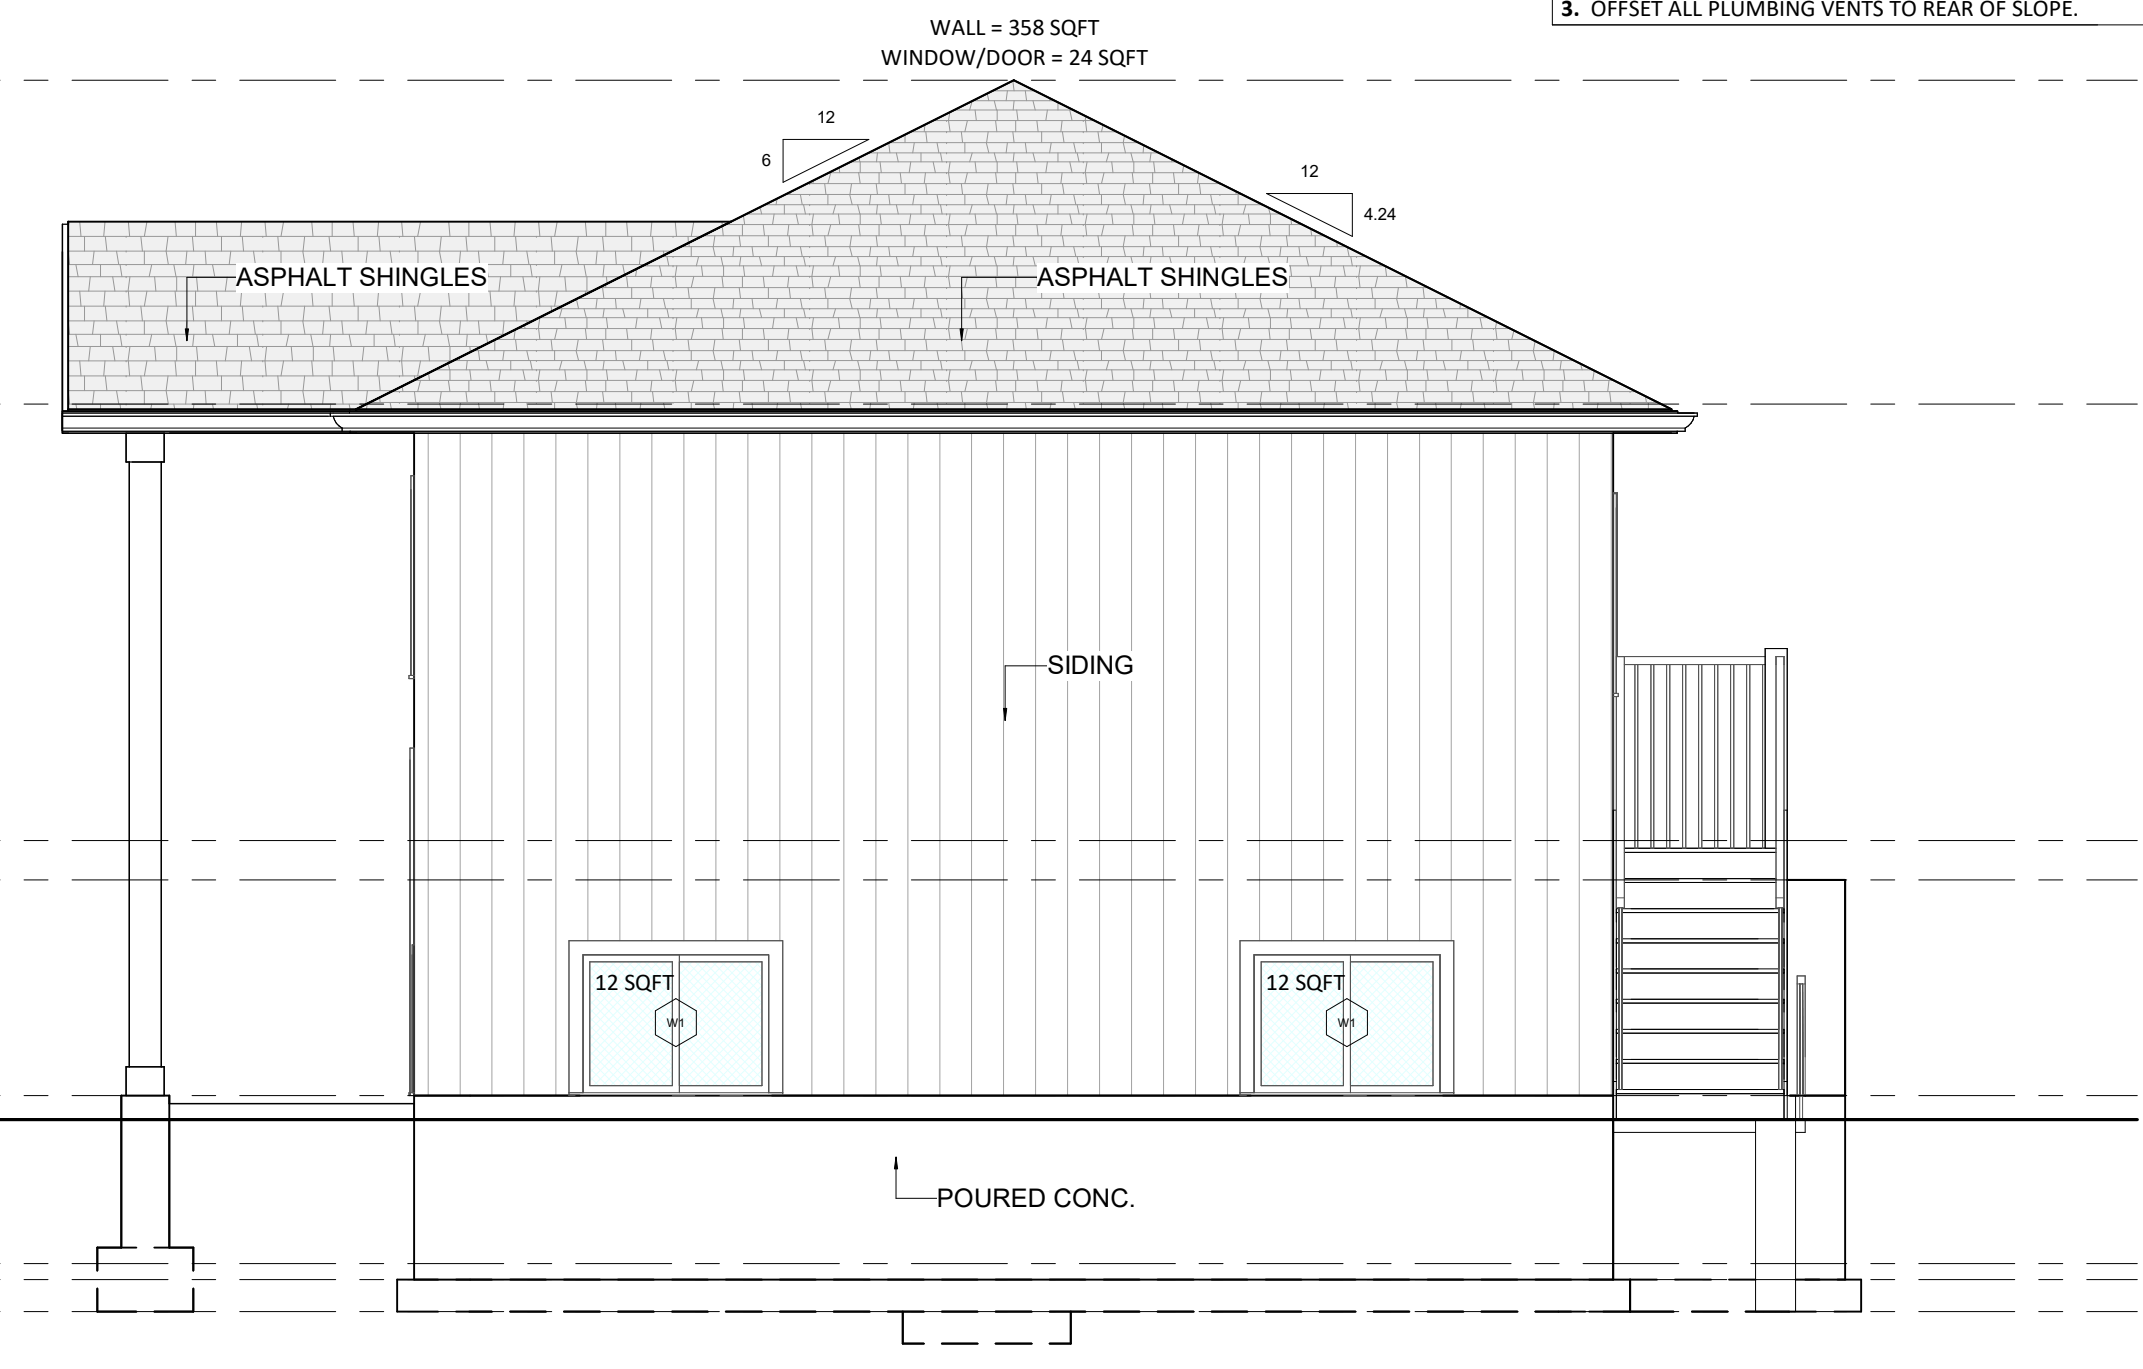 3. OFFSET ALL PLUMBING VENTS TO REAR OF SLOPE.
WALL = 358 SQFT
WINDOW/DOOR = 24 SQFT
12
6
12
4.24
ASPHALT SHINGLES
ASPHALT SHINGLES
SIDING
12 SQFT
W1
12 SQFT
W1
POURED CONC.